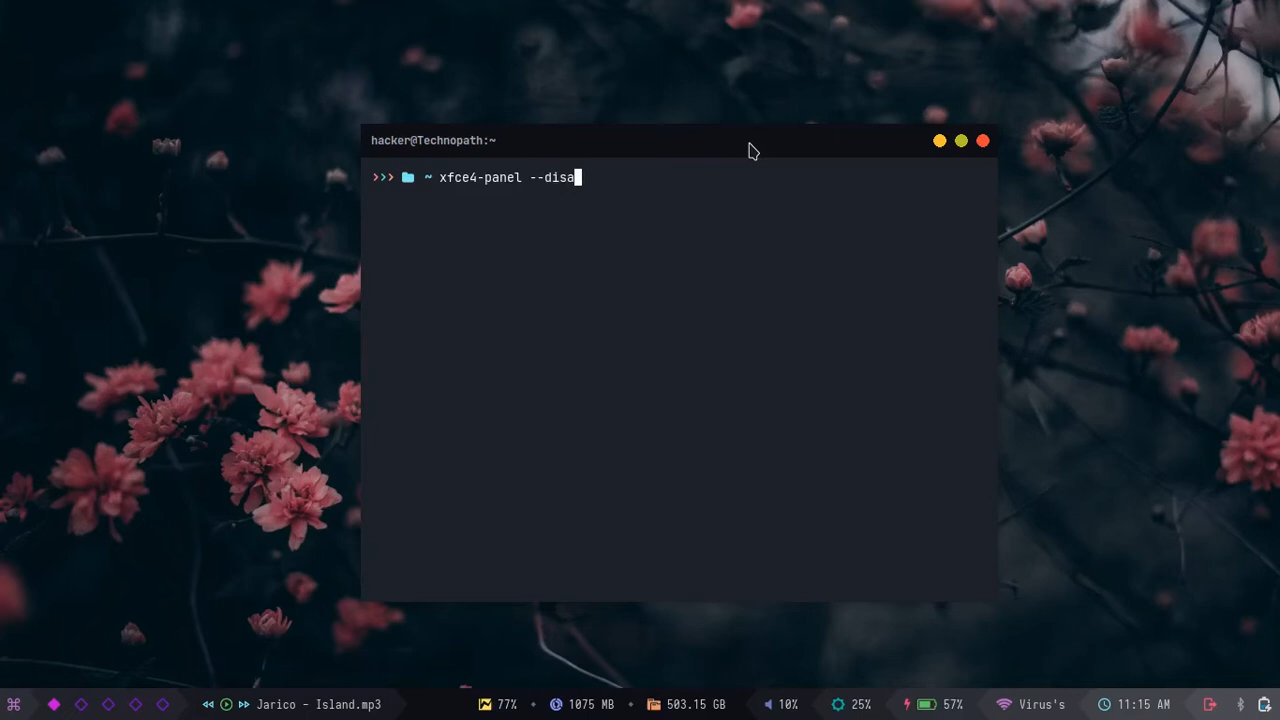 hacker@Technopath:~
~ xfce4-panel --disa
Jarico - Island.mp3 77% 1075 MB 503.15 GB 10% 25% 57% Virus's 11:15 AM